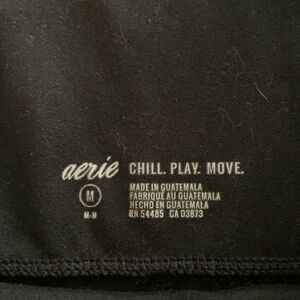 aerie CHILL. PLAY. MOVE.
M
M-M
MADE IN GUATEMALA
FABRIQUÉ AU GUATEMALA
HECHO EN GUATEMALA
RN 54485 CA 03873